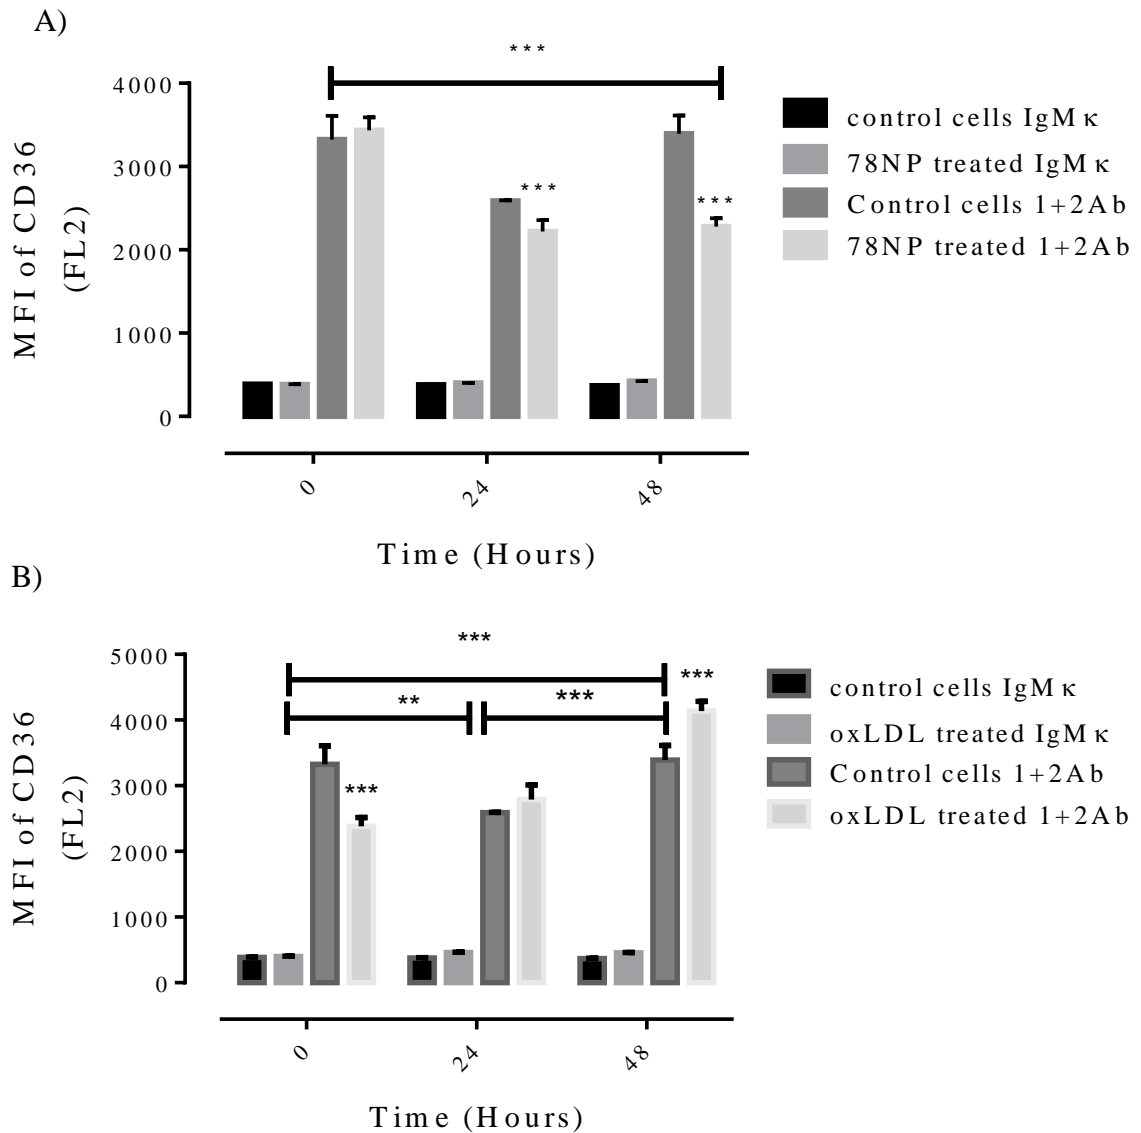 A)
***
4000
3000
2000
1000
0
MFI of CD36
(FL2)
***
***
control cells IgM κ
78NP treated IgM κ
Control cells 1+2Ab
78NP treated 1+2Ab
0
24
48
Time (Hours)
B)
***
**
***
***
***
5000
4000
3000
2000
1000
0
MFI of CD36
(FL2)
control cells IgM κ
oxLDL treated IgM κ
Control cells 1+2Ab
oxLDL treated 1+2Ab
0
24
48
Time (Hours)